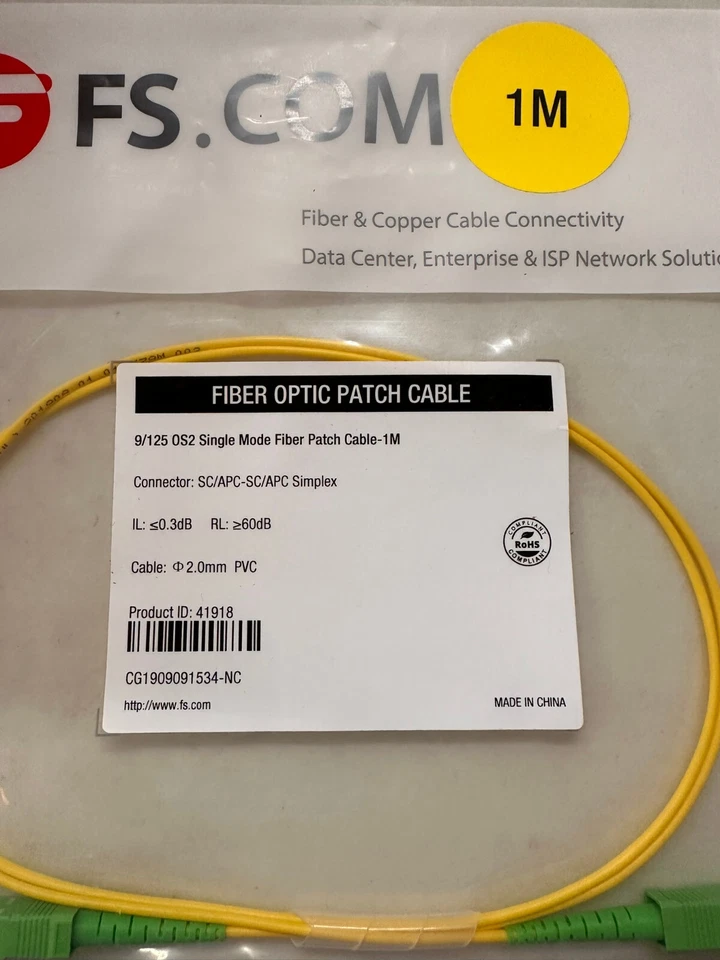 FS.COM
1M
Fiber & Copper Cable Connectivity
Data Center, Enterprise & ISP Network
FIBER OPTIC PATCH CABLE
9/125 OS2 Single Mode Fiber Patch Cable-1M
Connector: SC/APC-SC/APC Simplex
IL: ≤0.3dB RL: ≥60dB
COMPLIANT
RoHS
COMPLIANT
Cable: Φ2.0mm PVC
Product ID: 41918
CG1909091534-NC
http://www.fs.com
MADE IN CHINA